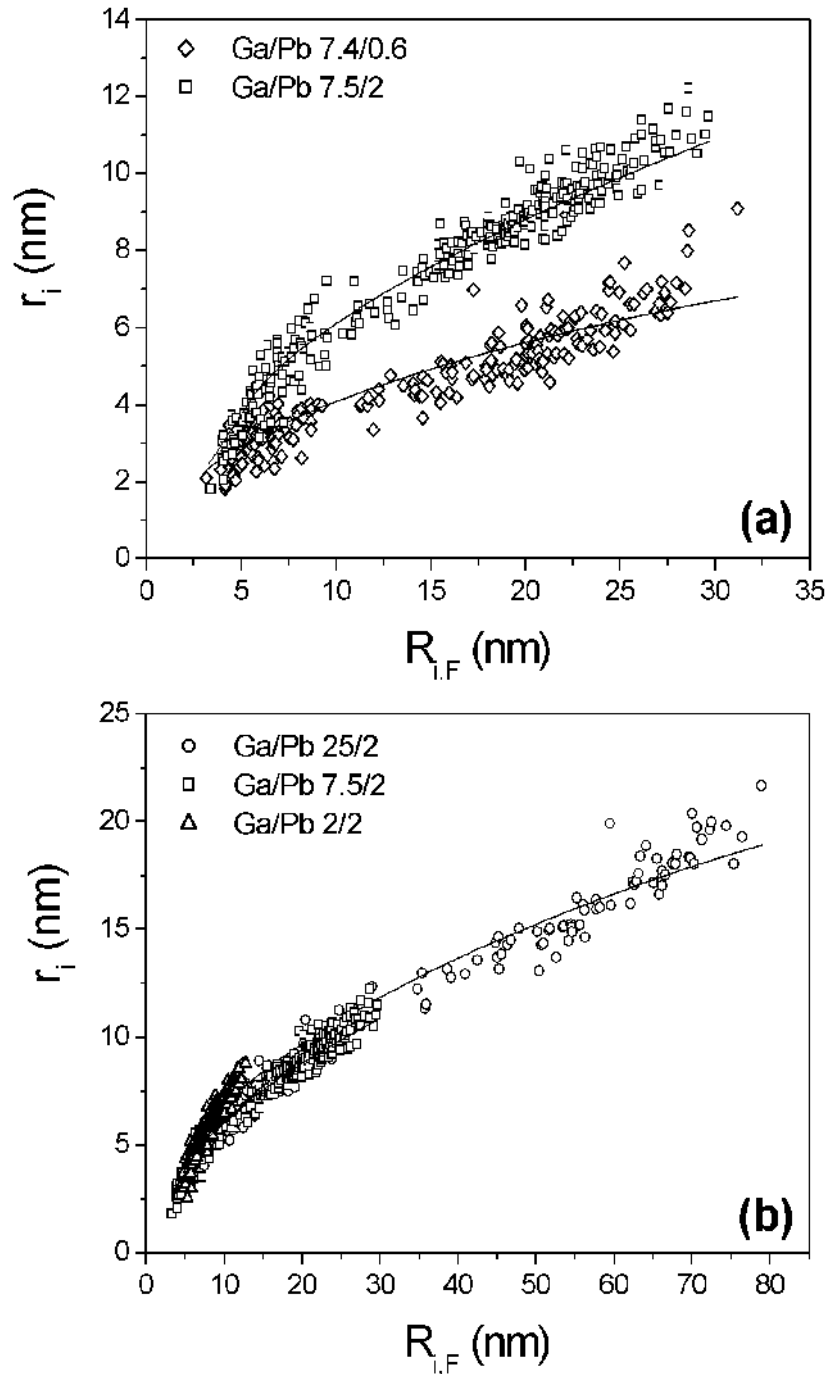 14
12
10
8
6
4
2
0
r_i (nm)
Ga/Pb 7.4/0.6
Ga/Pb 7.5/2
(a)
0 5 10 15 20 25 30 35
R_i,F (nm)
25
20
15
10
5
0
r_i (nm)
Ga/Pb 25/2
Ga/Pb 7.5/2
Ga/Pb 2/2
(b)
0 10 20 30 40 50 60 70 80
R_i,F (nm)